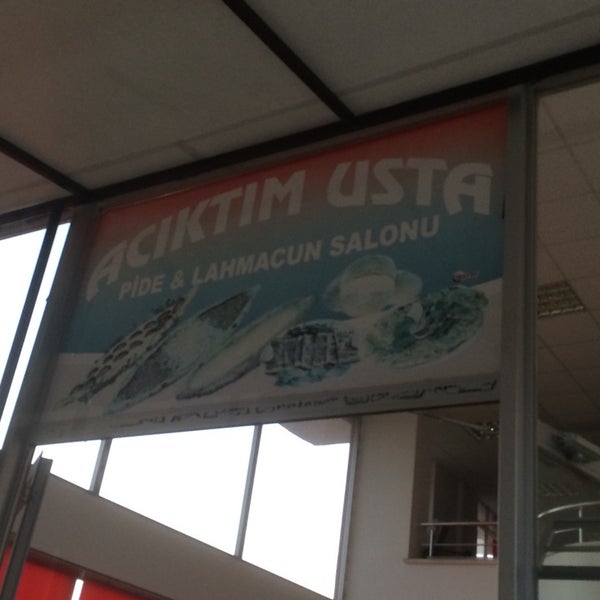 ACIKTIM USTA
PİDE & LAHMACUN SALONU